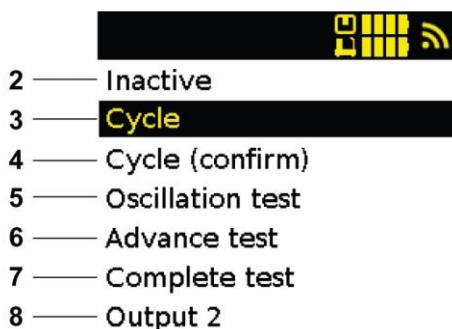 2 Inactive
3 Cycle
4 Cycle (confirm)
5 Oscillation test
6 Advance test
7 Complete test
8 Output 2